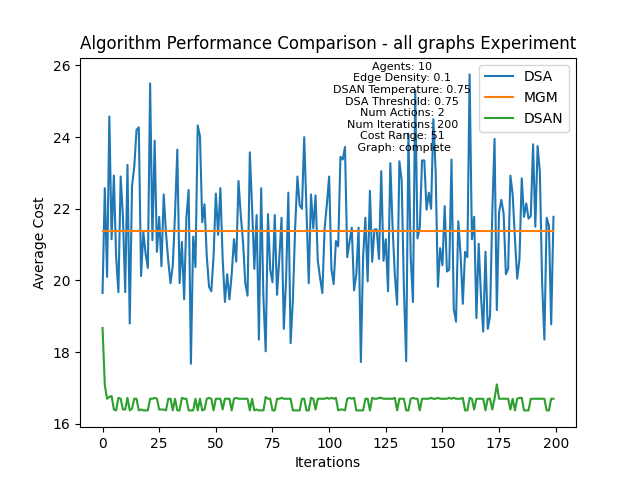 Algorithm Performance Comparison - all graphs Experiment
Agents: 10
Edge Density: 0.1
DSAN Temperature: 0.75
DSA Threshold: 0.75
Num Actions: 2
Num Iterations: 200
Cost Range: 51
Graph: complete
DSA
MGM
DSAN
Average Cost
26
24
22
20
18
16
0 25 50 75 100 125 150 175 200
Iterations